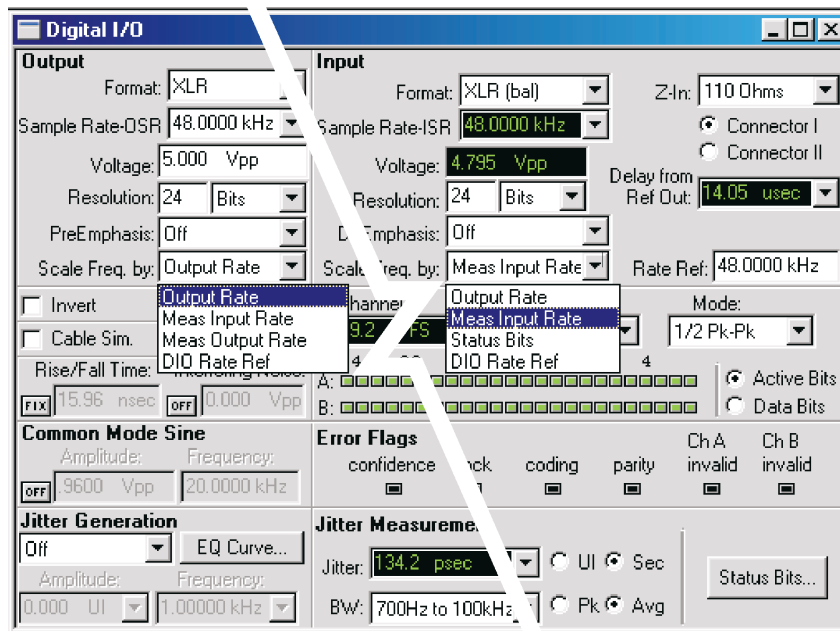 Digital I/O
Output
Format: XLR
Sample Rate-OSR 48.0000 kHz
Voltage: 5.000 Vpp
Resolution: 24 Bits
PreEmphasis: Off
Scale Freq. by: Output Rate
Output Rate
Meas Input Rate
Meas Output Rate
DIO Rate Ref
Invert
Cable Sim.
Rise/Fall Time:
FIX 15.96 nsec OFF 0.000 Vpp
Common Mode Sine
Amplitude: Frequency:
OFF .9600 Vpp 20.0000 kHz
Jitter Generation
Off EQ Curve...
Amplitude: Frequency:
0.000 UI 1.00000 kHz
Input
Format: XLR (bal)
Sample Rate-ISR 48.0000 kHz
Voltage: 4.795 Vpp
Resolution: 24 Bits
Emphasis: Off
Scale Freq. by: Meas Input Rate
Output Rate
Meas Input Rate
Status Bits
DIO Rate Ref
Z-In: 110 Ohms
Connector I
Connector II
Delay from
Ref Out: 14.05 usec
Rate Ref: 48.0000 kHz
Mode:
9.2 FS 1/2 Pk-Pk
4 4
A:
B:
Active Bits
Data Bits
Error Flags
Ch A Ch B
confidence coding parity invalid invalid
Jitter Measurement
Jitter: 134.2 psec UI Sec
BW: 700Hz to 100kHz Pk Avg
Status Bits...